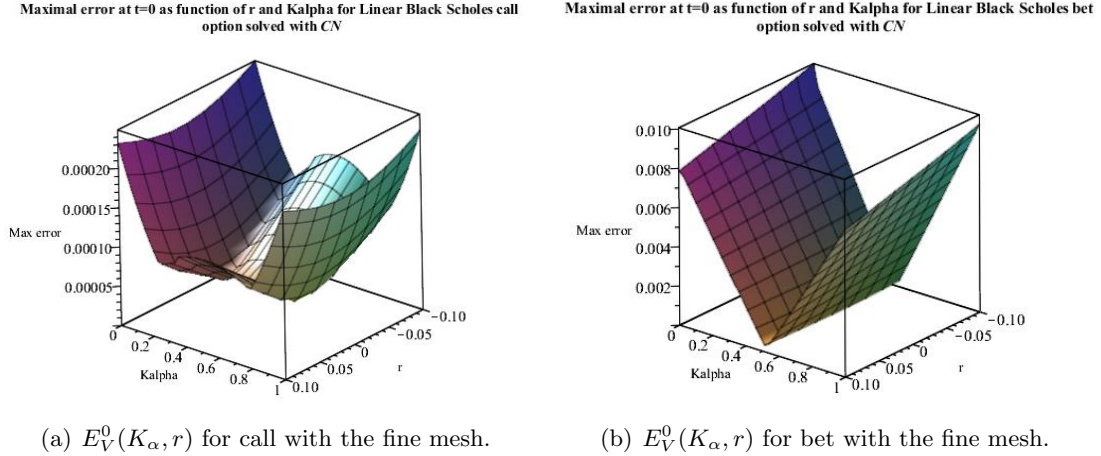 Maximal error at t=0 as function of r and Kalpha for Linear Black Scholes call
option solved with CN
0.00020
0.00015
Max error
0.00010
0.00005
0
0.2
0.4
Kalpha
0.6
0.8
1
0.10
0.05
0
r
−0.05
−0.10
(a) E⁰_V(K_α, r) for call with the fine mesh.
Maximal error at t=0 as function of r and Kalpha for Linear Black Scholes bet
option solved with CN
0.010
0.008
0.006
Max error
0.004
0.002
0
0.2
0.4
Kalpha
0.6
0.8
1
0.10
0.05
0
r
−0.05
−0.10
(b) E⁰_V(K_α, r) for bet with the fine mesh.